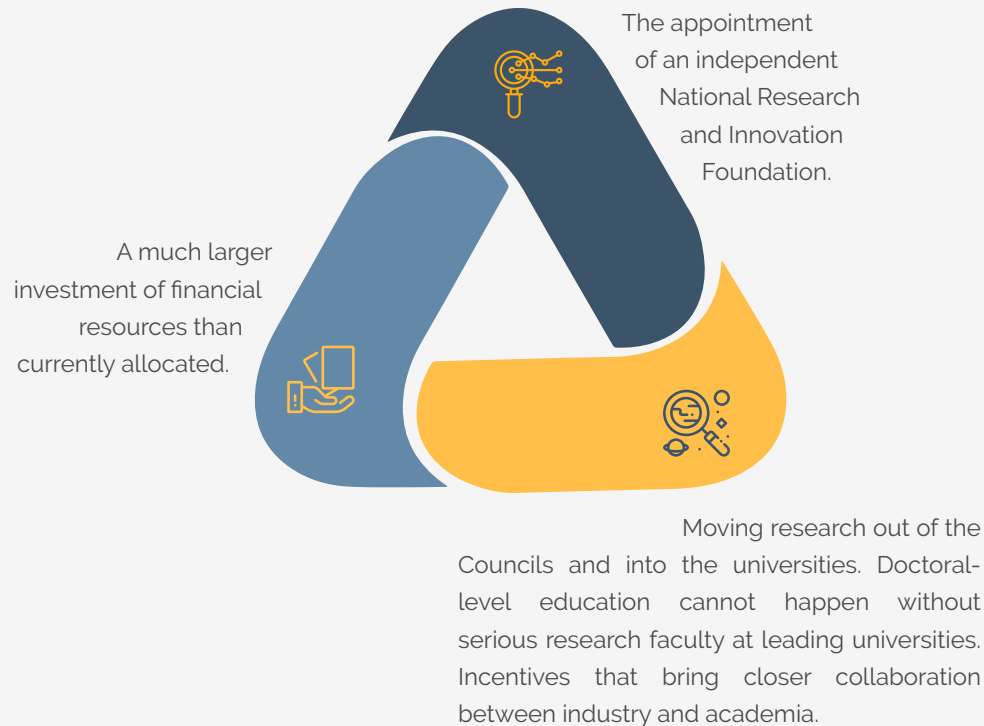 The appointment
of an independent
National Research
and Innovation
Foundation.
A much larger
investment of financial
resources than
currently allocated.
Moving research out of the
Councils and into the universities. Doctoral-
level education cannot happen without
serious research faculty at leading universities.
Incentives that bring closer collaboration
between industry and academia.